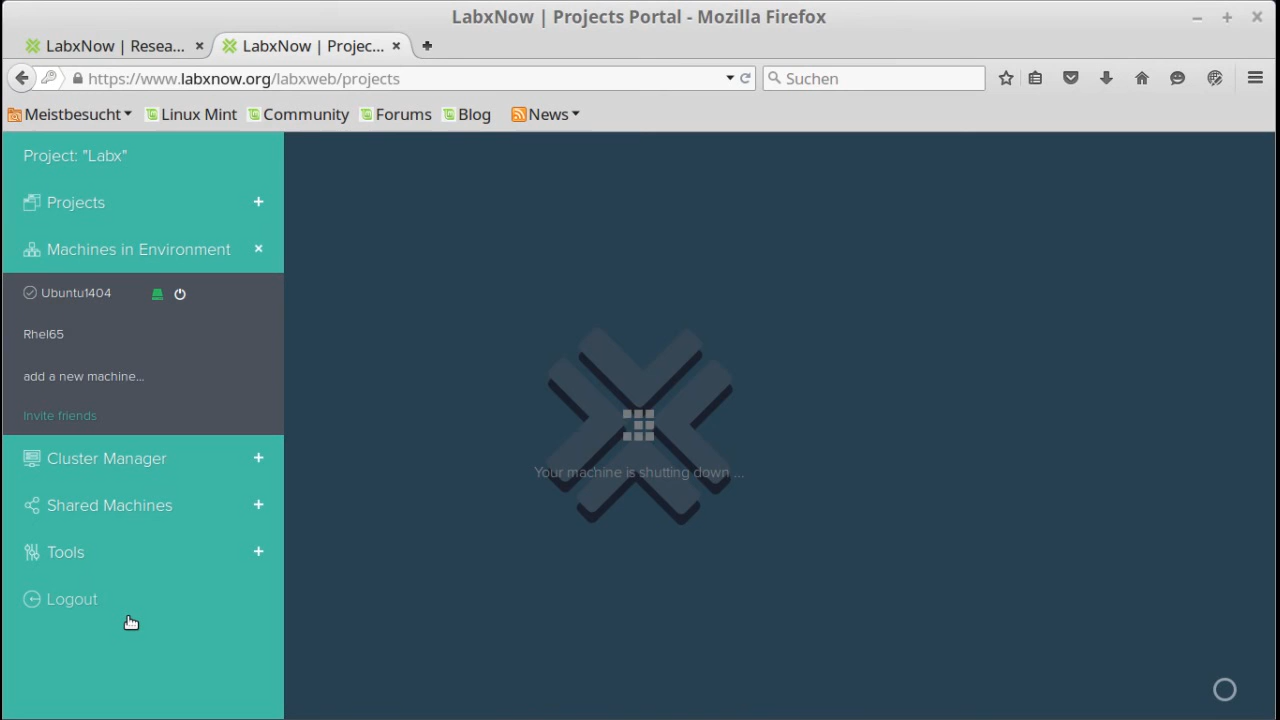 LabxNow | Projects Portal - Mozilla Firefox
LabxNow | Resea... LabxNow | Projec...
https://www.labxnow.org/labxweb/projects Suchen
Meistbesucht Linux Mint Community Forums Blog News
Project: "Labx"
Projects
Machines in Environment
Ubuntu1404
Rhel65
add a new machine...
Invite friends
Cluster Manager
Shared Machines
Tools
Logout
Your machine is shutting down ...